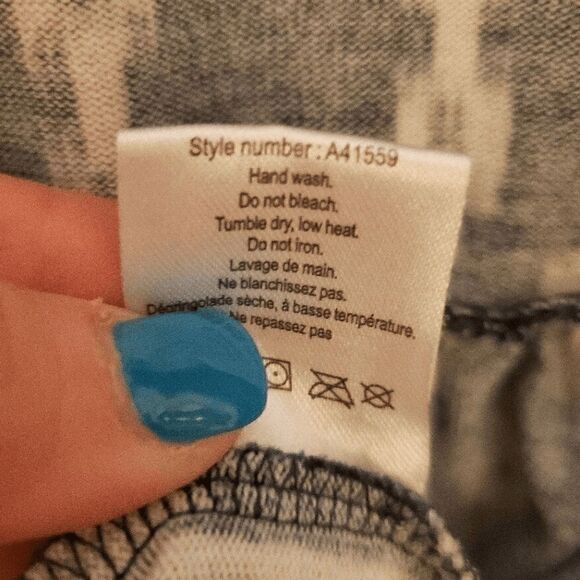 Style number : A41559
Hand wash.
Do not bleach.
Tumble dry, low heat.
Do not iron.
Lavage de main.
Ne blanchissez pas.
Dégringolade sèche, à basse température.
Ne repassez pas